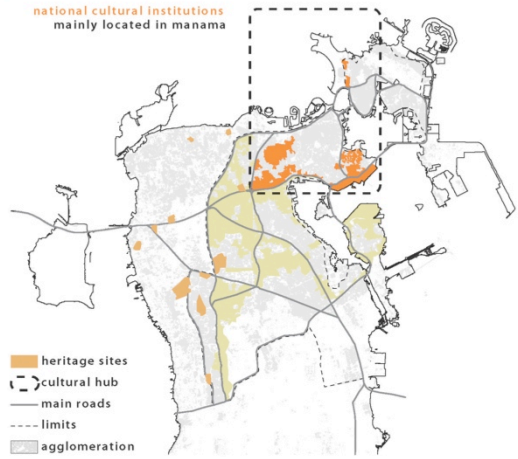 national cultural institutions
mainly located in manama
heritage sites
cultural hub
main roads
limits
agglomeration